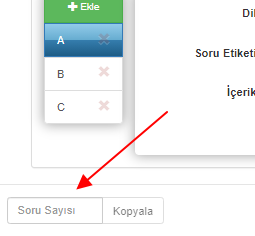 Ekle
A
B
C
Dil
Soru Etiketi
İçerik
Soru Sayısı
Kopyala